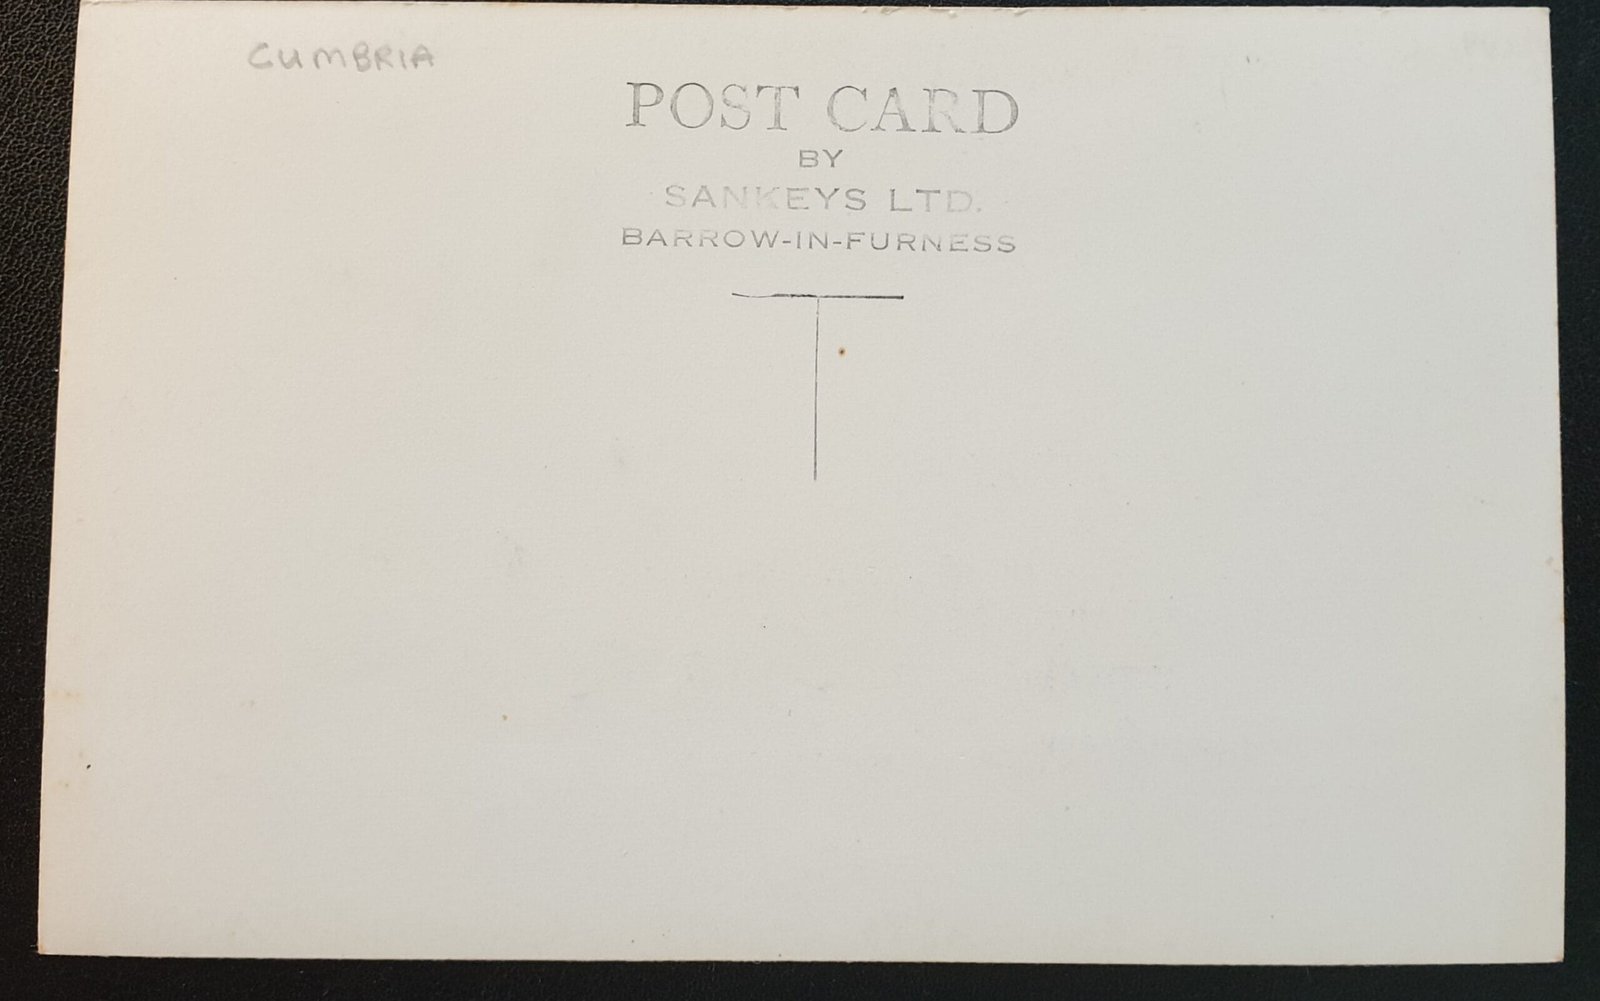 CUMBRIA
POST CARD
BY
SANKEYS LTD.
BARROW-IN-FURNESS